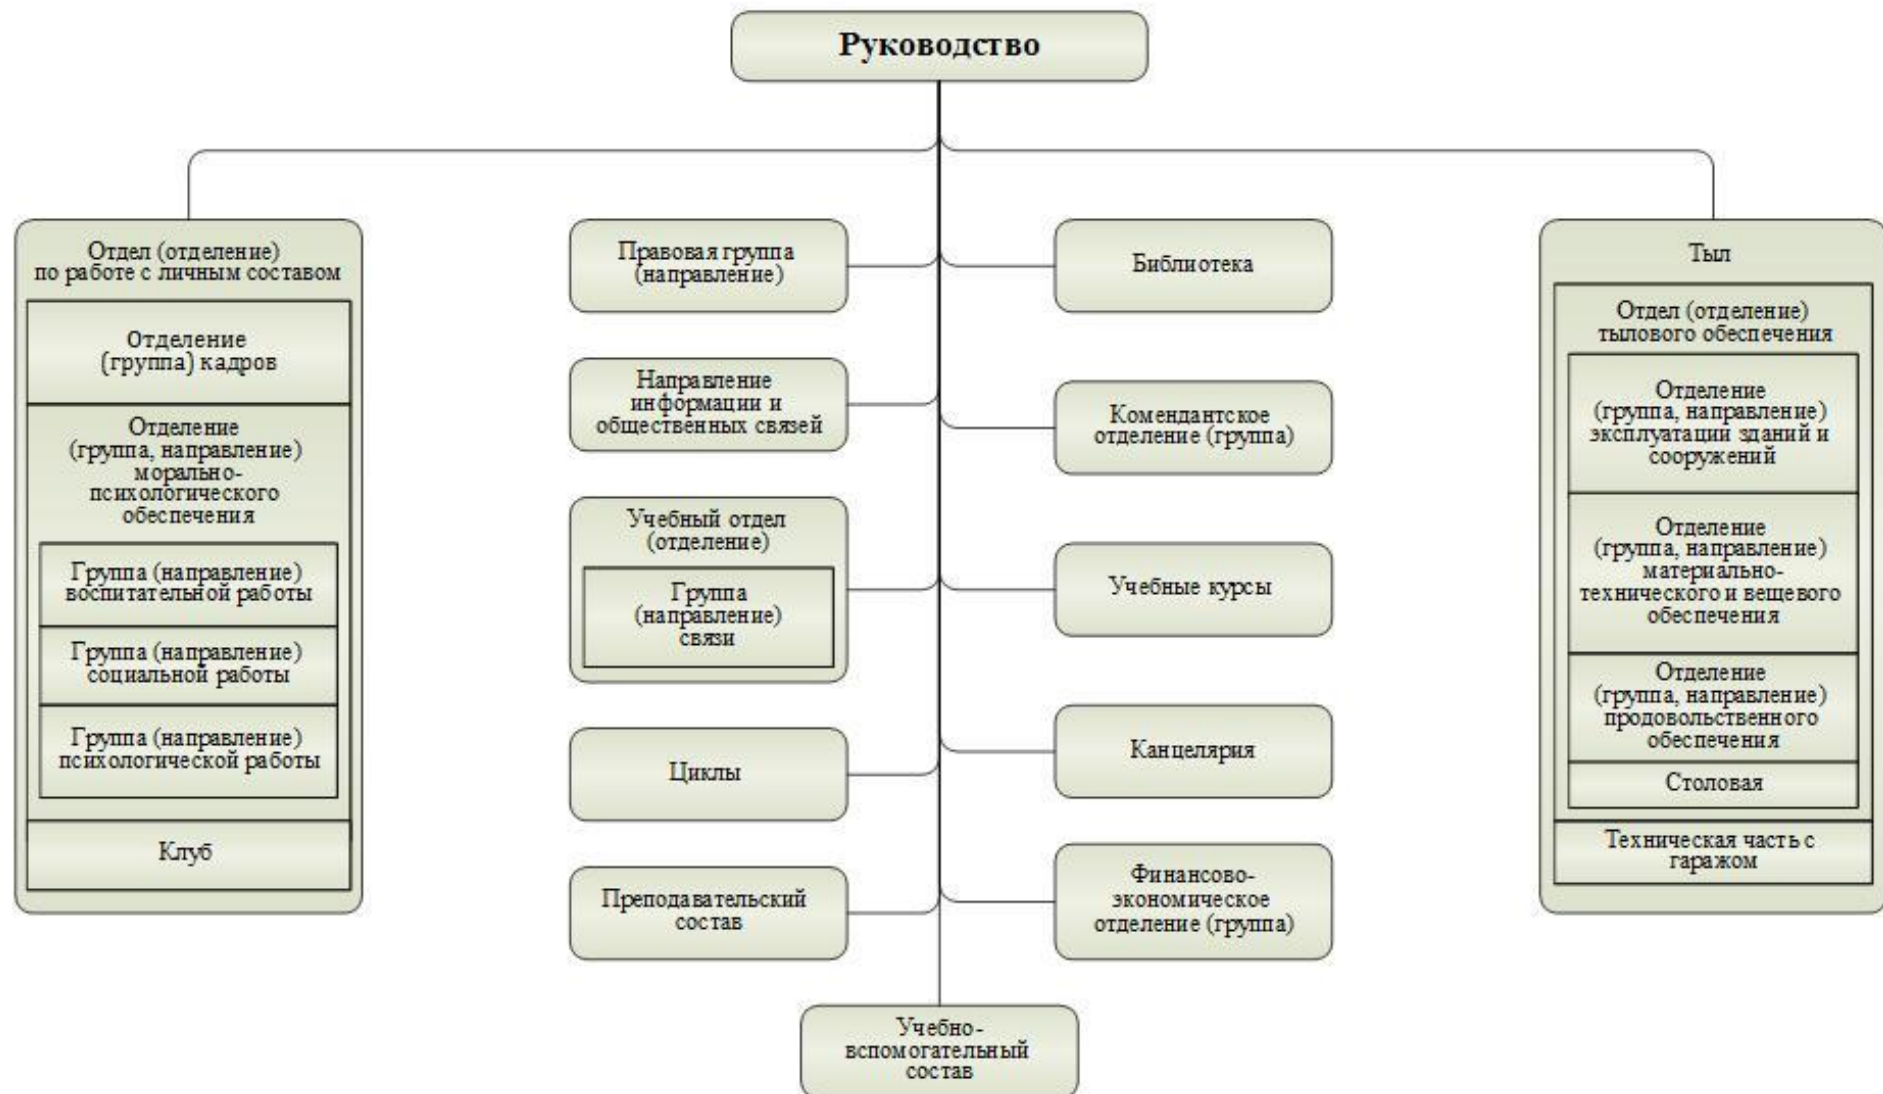 Руководство
Отдел (отделение)
по работе с личным составом
Отделение
(группа) кадров
Отделение
(группа, направление)
морально-
психологического
обеспечения
Группа (направление)
воспитательной работы
Группа (направление)
социальной работы
Группа (направление)
психологической работы
Клуб
Правовая группа
(направление)
Направление
информации и
общественных связей
Учебный отдел
(отделение)
Группа
(направление)
связи
Циклы
Преподавательский
состав
Библиотека
Комендантское
отделение (группа)
Учебные курсы
Канцелярия
Финансово-
экономическое
отделение (группа)
Учебно-
вспомогательный
состав
Тыл
Отдел (отделение)
тылового обеспечения
Отделение
(группа, направление)
эксплуатации зданий и
сооружений
Отделение
(группа, направление)
материально-
технического и вещевого
обеспечения
Отделение
(группа, направление)
продовольственного
обеспечения
Столовая
Техническая часть с
гаражом